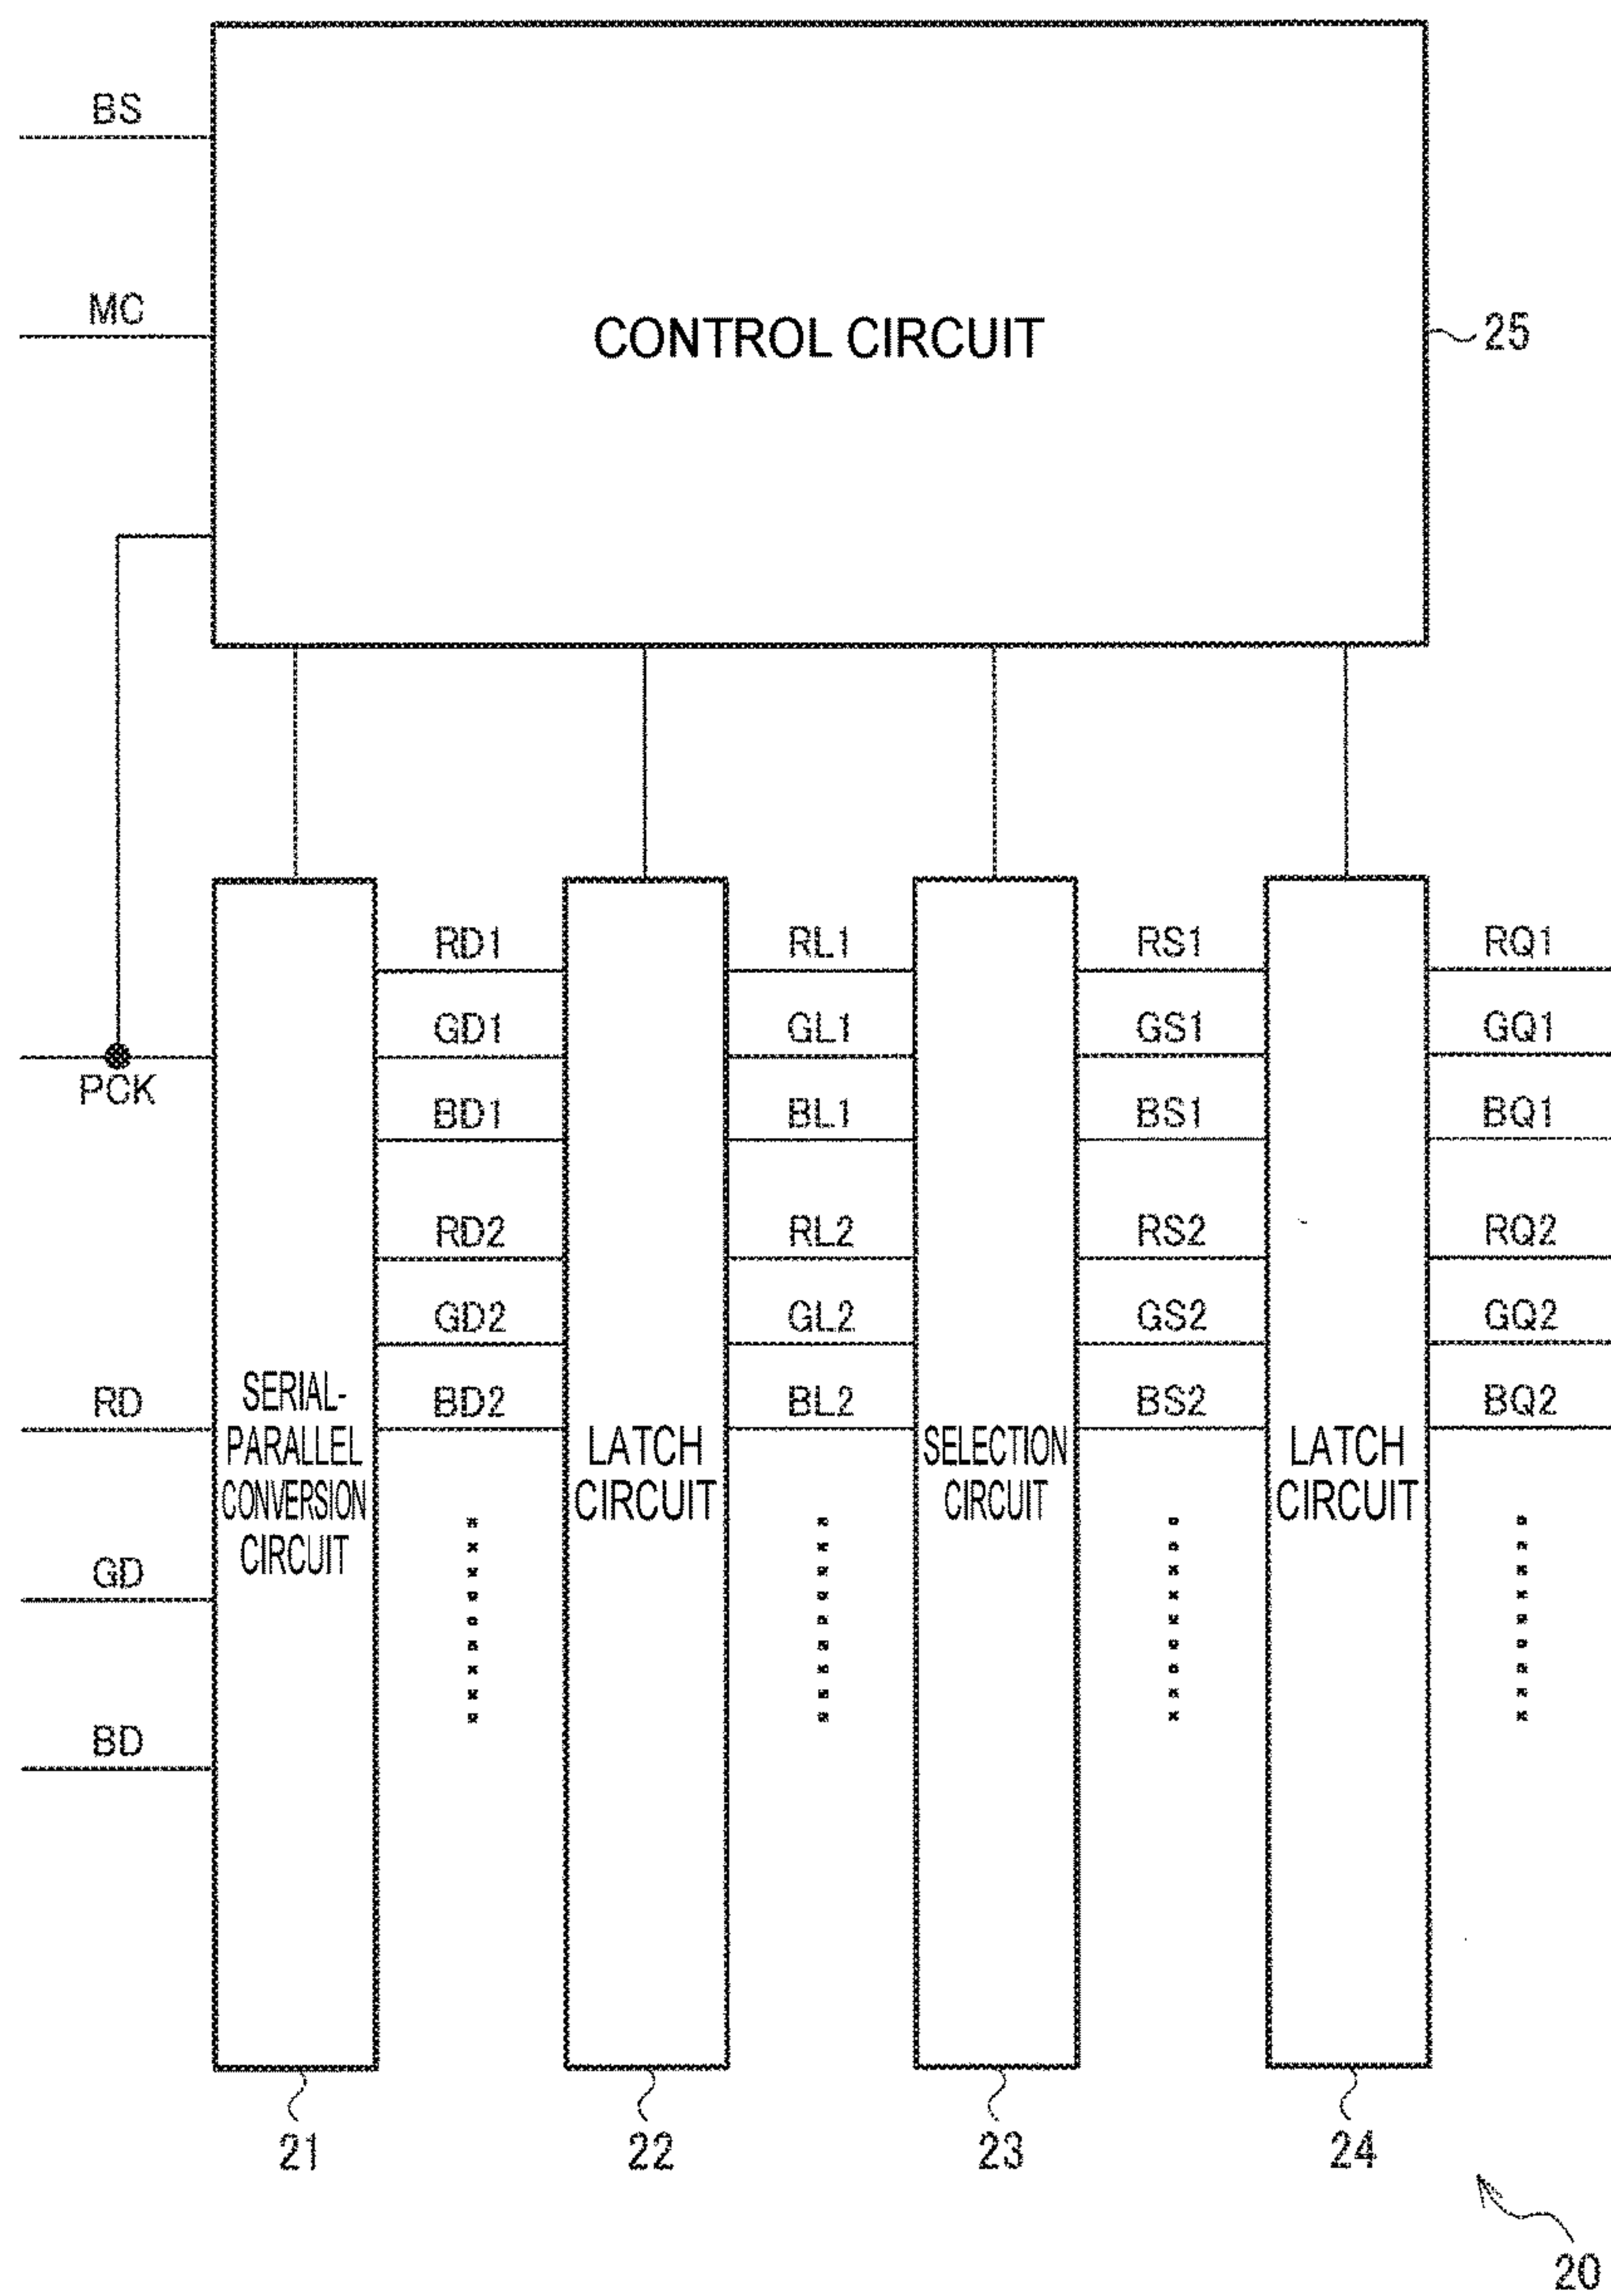 BS
MC
CONTROL CIRCUIT
25
RD1 RL1 RS1 RQ1
GD1 GL1 GS1 GQ1
PCK
BD1 BL1 BS1 BQ1
RD2 RL2 RS2 RQ2
GD2 GL2 GS2 GQ2
RD
BD2 BL2 BS2 BQ2
GD
BD
SERIAL-
PARALLEL
CONVERSION
CIRCUIT
LATCH
CIRCUIT
SELECTION
CIRCUIT
LATCH
CIRCUIT
21 22 23 24
20